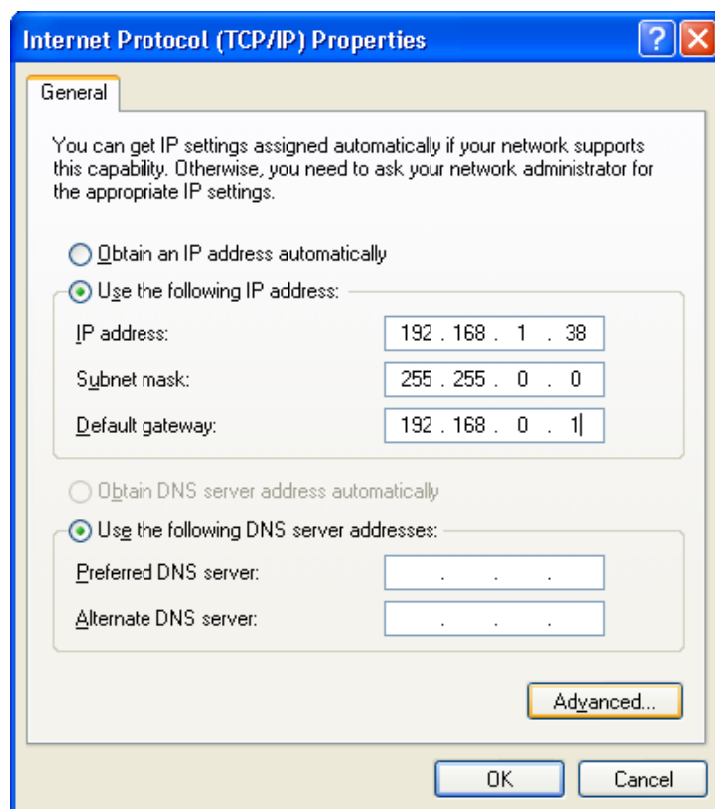 Internet Protocol (TCP/IP) Properties
General
You can get IP settings assigned automatically if your network supports
this capability. Otherwise, you need to ask your network administrator for
the appropriate IP settings.
Obtain an IP address automatically
Use the following IP address:
IP address: 192 . 168 . 1 . 38
Subnet mask: 255 . 255 . 0 . 0
Default gateway: 192 . 168 . 0 . 1
Obtain DNS server address automatically
Use the following DNS server addresses:
Preferred DNS server: . . .
Alternate DNS server: . . .
Advanced...
OK Cancel